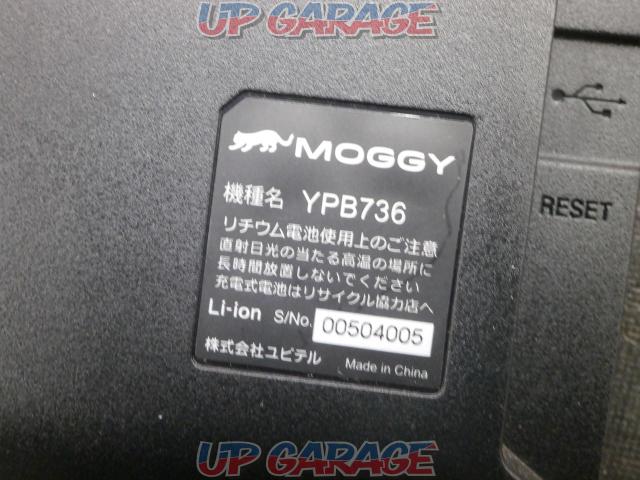 UP GARAGE
MOGGY
機種名 YPB736
リチウム電池使用上のご注意
直射日光の当たる高温の場所に
長時間放置しないでください
充電式電池はリサイクル協力店へ
Li-ion S/No. 00504005
株式会社ユピテル Made in China
RESET
UP GARAGE